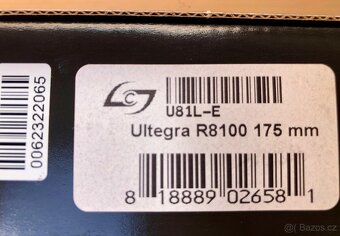 U81L-E
Ultegra R8100 175 mm
8 18889 02658 1
0062322065
Bazos.cz